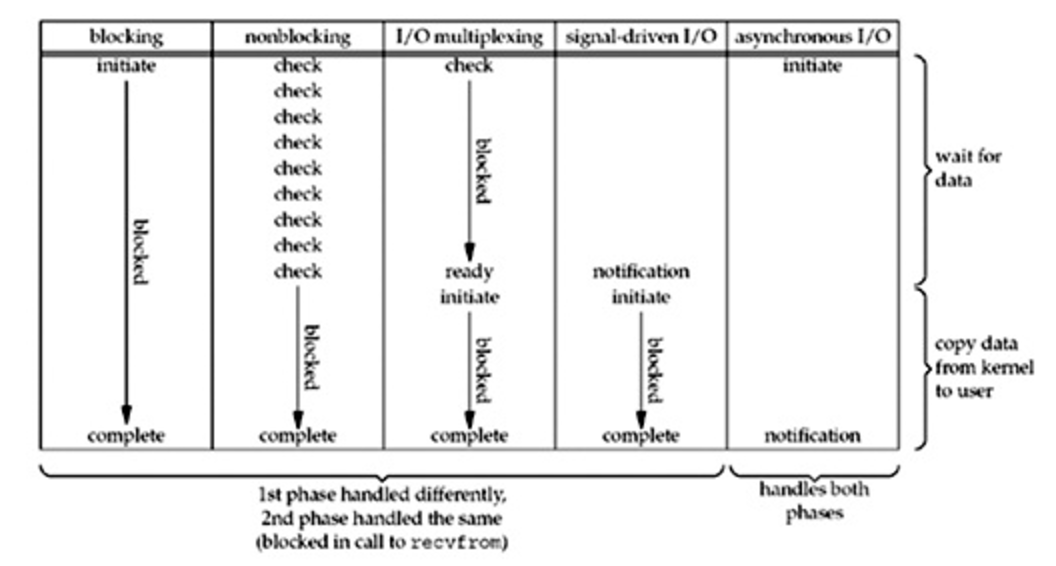 blocking nonblocking I/O multiplexing signal-driven I/O asynchronous I/O
initiate check check initiate
check
check
check
check
check
check
check
check ready notification
initiate initiate
blocked
blocked
blocked
blocked
blocked
complete complete complete complete notification
wait for
data
copy data
from kernel
to user
1st phase handled differently,
2nd phase handled the same
(blocked in call to recvfrom)
handles both
phases